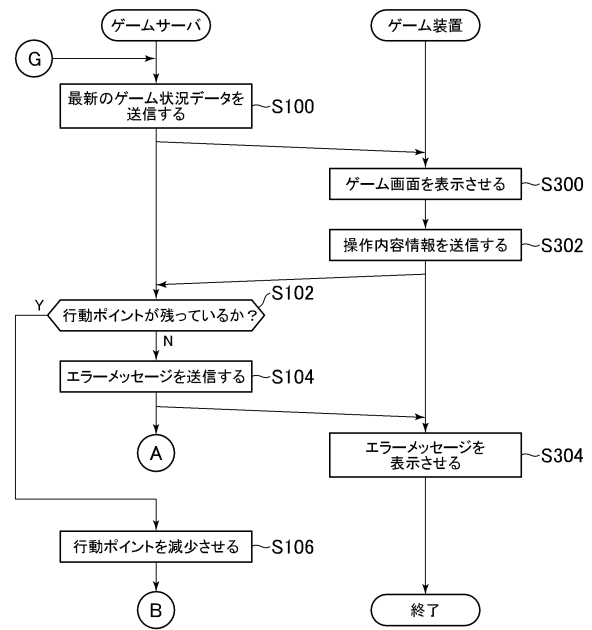 ゲームサーバ
ゲーム装置
G
最新のゲーム状況データを
送信する
S100
ゲーム画面を表示させる
S300
操作内容情報を送信する
S302
S102
Y
行動ポイントが残っているか？
N
エラーメッセージを送信する
S104
A
エラーメッセージを
表示させる
S304
行動ポイントを減少させる
S106
B
終了